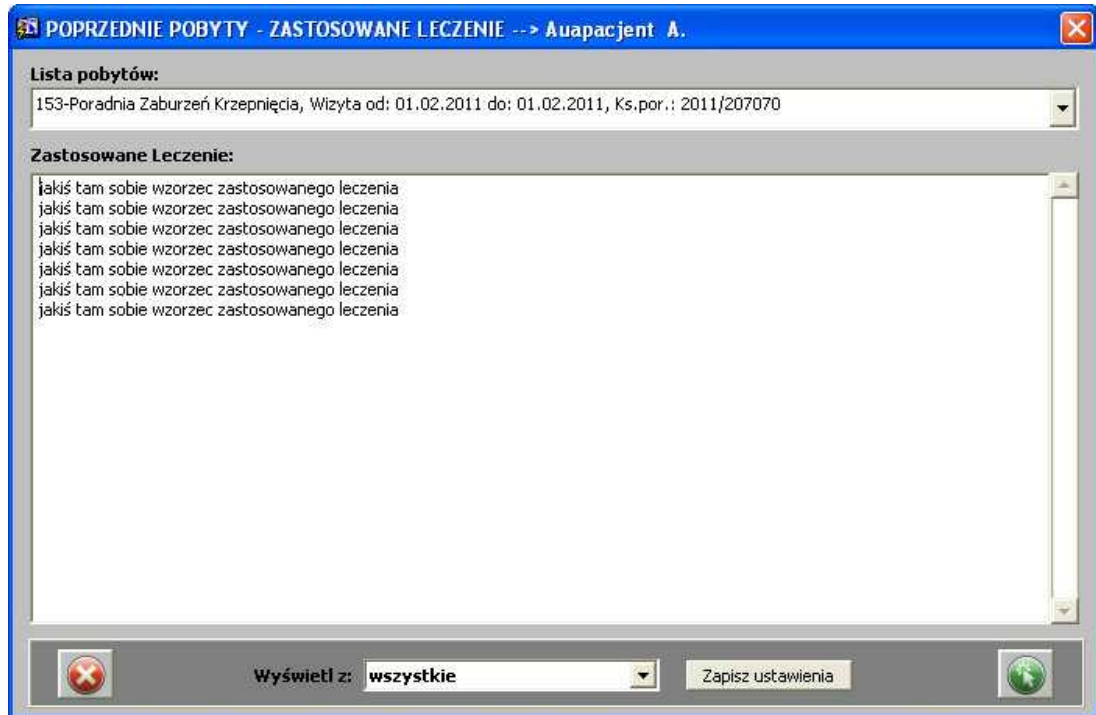 POPRZEDNIE POBYTY - ZASTOSOWANE LECZENIE --> Auapacjent A.
Lista pobytów:
153-Poradnia Zaburzeń Krzepnięcia, Wizyta od: 01.02.2011 do: 01.02.2011, Ks.por.: 2011/207070
Zastosowane Leczenie:
jakiś tam sobie wzorzec zastosowanego leczenia
jakiś tam sobie wzorzec zastosowanego leczenia
jakiś tam sobie wzorzec zastosowanego leczenia
jakiś tam sobie wzorzec zastosowanego leczenia
jakiś tam sobie wzorzec zastosowanego leczenia
jakiś tam sobie wzorzec zastosowanego leczenia
jakiś tam sobie wzorzec zastosowanego leczenia
Wyświetl z: wszystkie Zapisz ustawienia